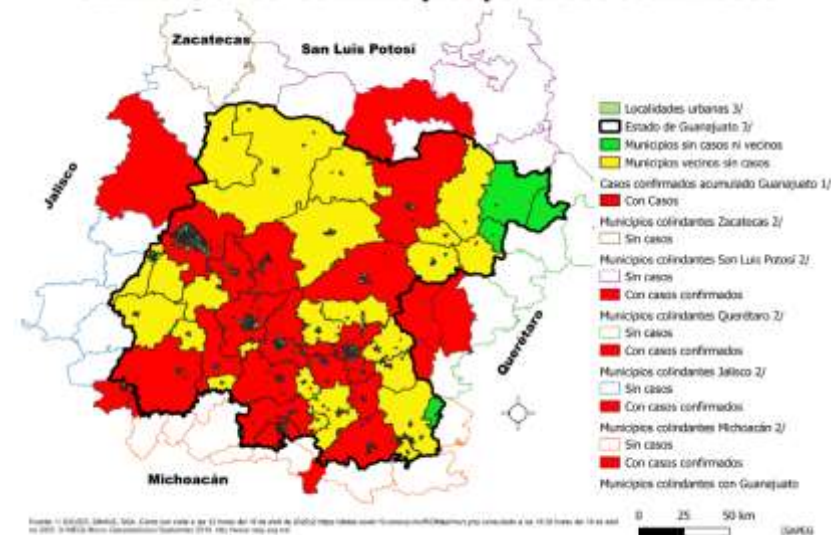 Zacatecas
San Luis Potosí
Jalisco
Querétaro
Michoacán
Localidades urbanas 3/
Estado de Guanajuato 3/
Municipios sin casos ni vecinos
Municipios vecinos sin casos
Casos confirmados acumulado Guanajuato 1/
Con Casos
Municipios colindantes Zacatecas 2/
Sin casos
Municipios colindantes San Luis Potosí 2/
Sin casos
Con casos confirmados
Municipios colindantes Querétaro 2/
Sin casos
Con casos confirmados
Municipios colindantes Jalisco 2/
Sin casos
Con casos confirmados
Municipios colindantes Michoacán 2/
Sin casos
Con casos confirmados
Municipios colindantes con Guanajuato
0 25 50 km